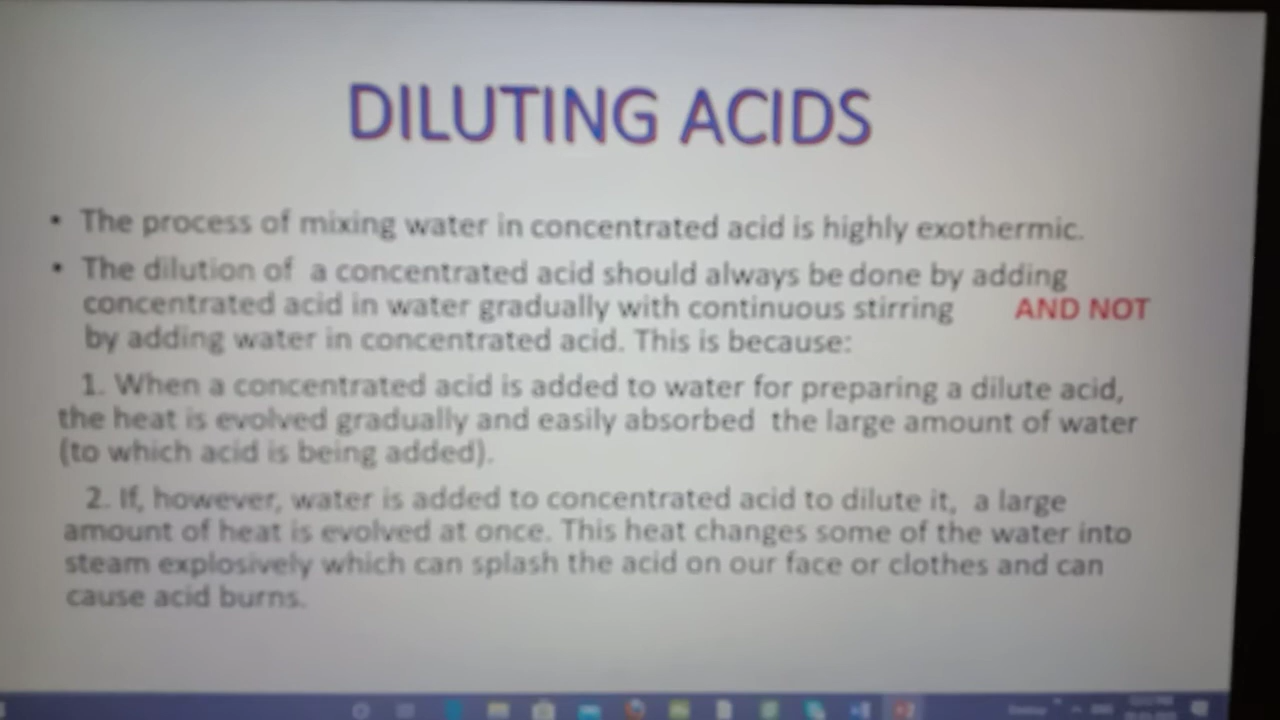 DILUTING ACIDS
• The process of mixing water in concentrated acid is highly exothermic.
• The dilution of a concentrated acid should always be done by adding
concentrated acid in water gradually with continuous stirring AND NOT
by adding water in concentrated acid. This is because:
1. When a concentrated acid is added to water for preparing a dilute acid,
the heat is evolved gradually and easily absorbed the large amount of water
(to which acid is being added).
2. If, however, water is added to concentrated acid to dilute it, a large
amount of heat is evolved at once. This heat changes some of the water into
steam explosively which can splash the acid on our face or clothes and can
cause acid burns.